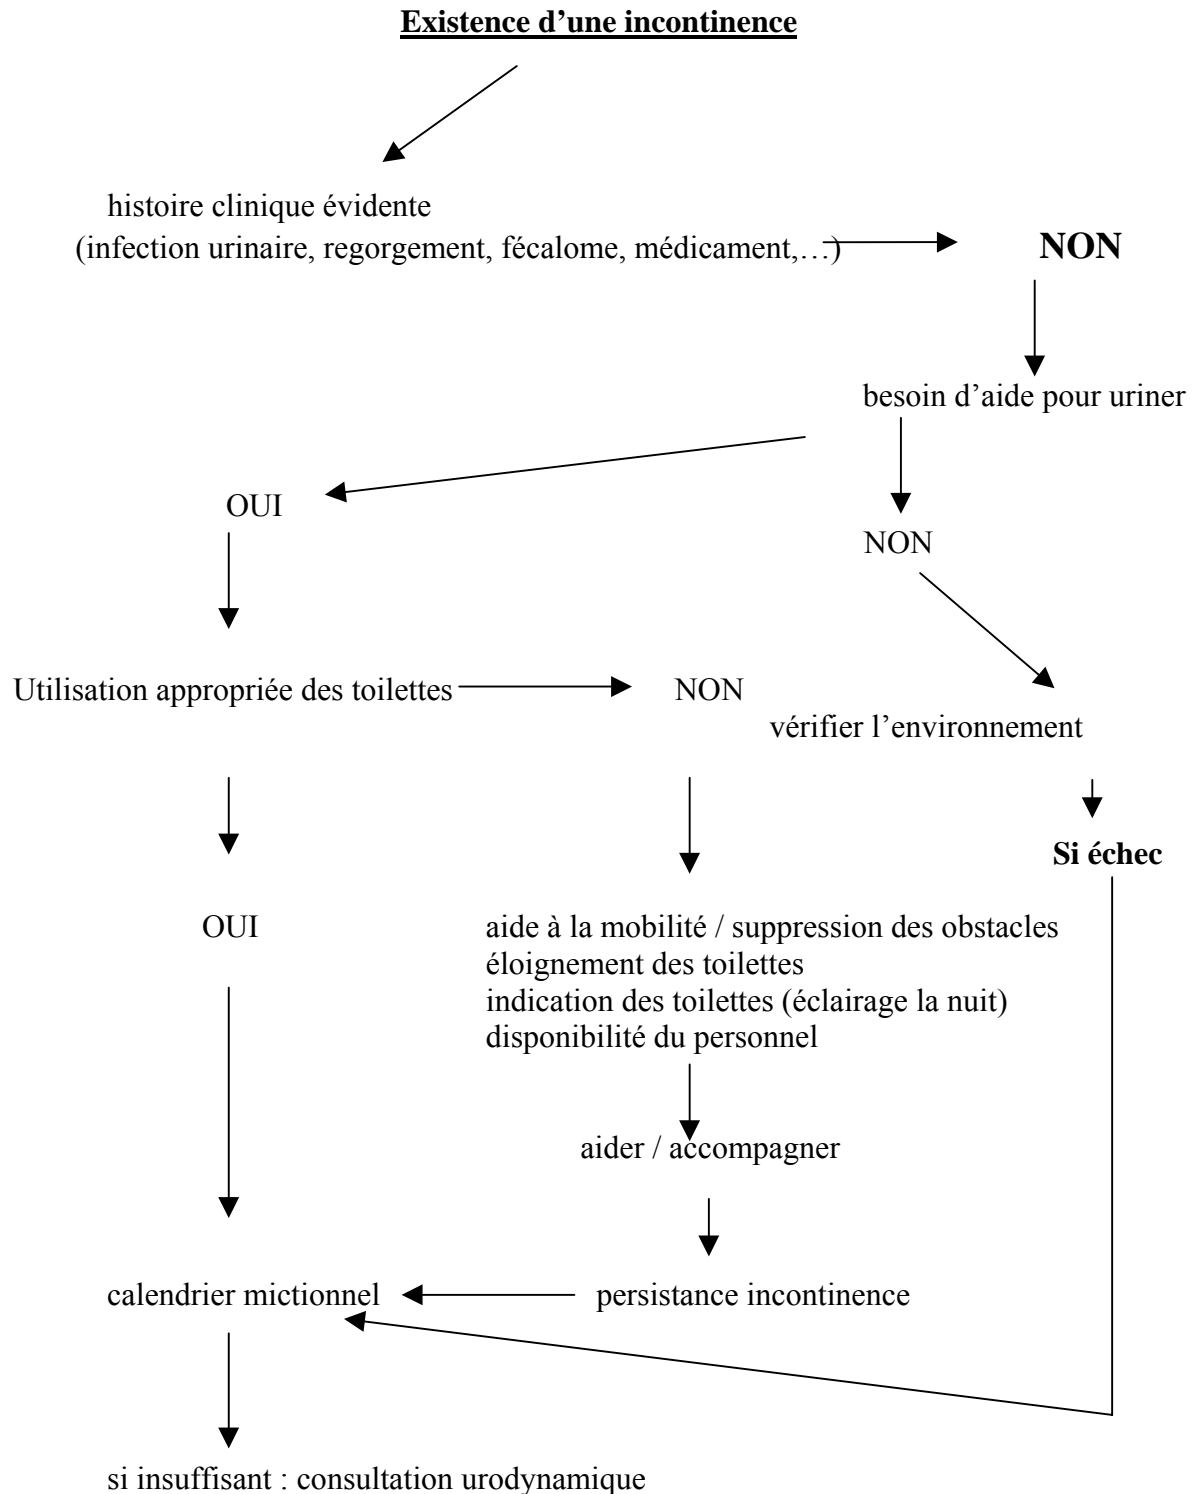 Existence d’une incontinence
histoire clinique évidente
(infection urinaire, regorgement, fécalome, médicament,…)
NON
besoin d’aide pour uriner
OUI
NON
Utilisation appropriée des toilettes
NON
vérifier l’environnement
Si échec
OUI
aide à la mobilité / suppression des obstacles
éloignement des toilettes
indication des toilettes (éclairage la nuit)
disponibilité du personnel
aider / accompagner
calendrier mictionnel
persistance incontinence
si insuffisant : consultation urodynamique